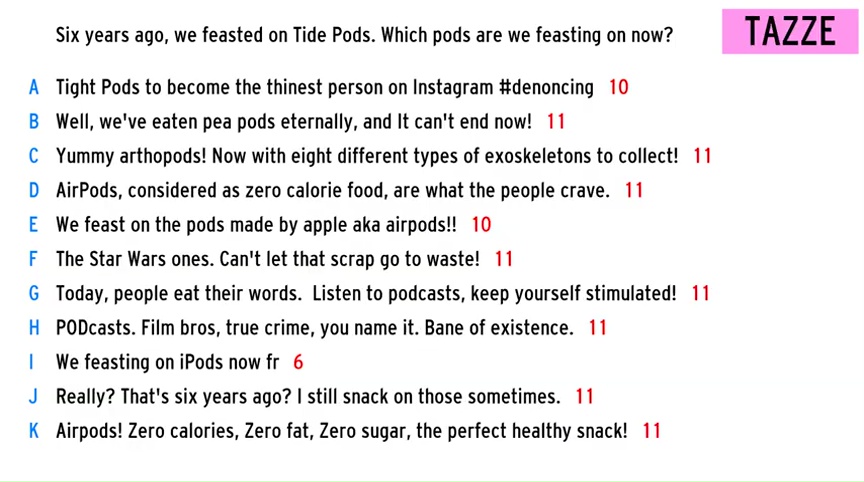 Six years ago, we feasted on Tide Pods. Which pods are we feasting on now?
TAZZE
A Tight Pods to become the thinest person on Instagram #denoncing 10
B Well, we've eaten pea pods eternally, and It can't end now! 11
C Yummy arthopods! Now with eight different types of exoskeletons to collect! 11
D AirPods, considered as zero calorie food, are what the people crave. 11
E We feast on the pods made by apple aka airpods!! 10
F The Star Wars ones. Can't let that scrap go to waste! 11
G Today, people eat their words. Listen to podcasts, keep yourself stimulated! 11
H PODcasts. Film bros, true crime, you name it. Bane of existence. 11
I We feasting on iPods now fr 6
J Really? That's six years ago? I still snack on those sometimes. 11
K Airpods! Zero calories, Zero fat, Zero sugar, the perfect healthy snack! 11